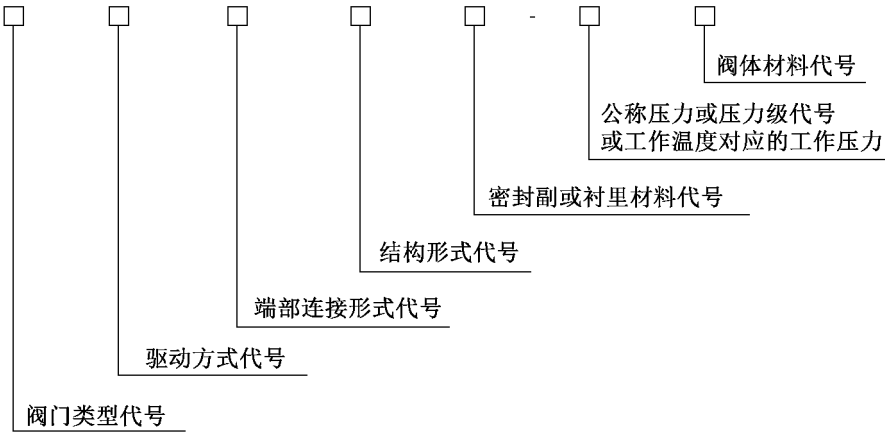 -
阀体材料代号
公称压力或压力级代号
或工作温度对应的工作压力
密封副或衬里材料代号
结构形式代号
端部连接形式代号
驱动方式代号
阀门类型代号